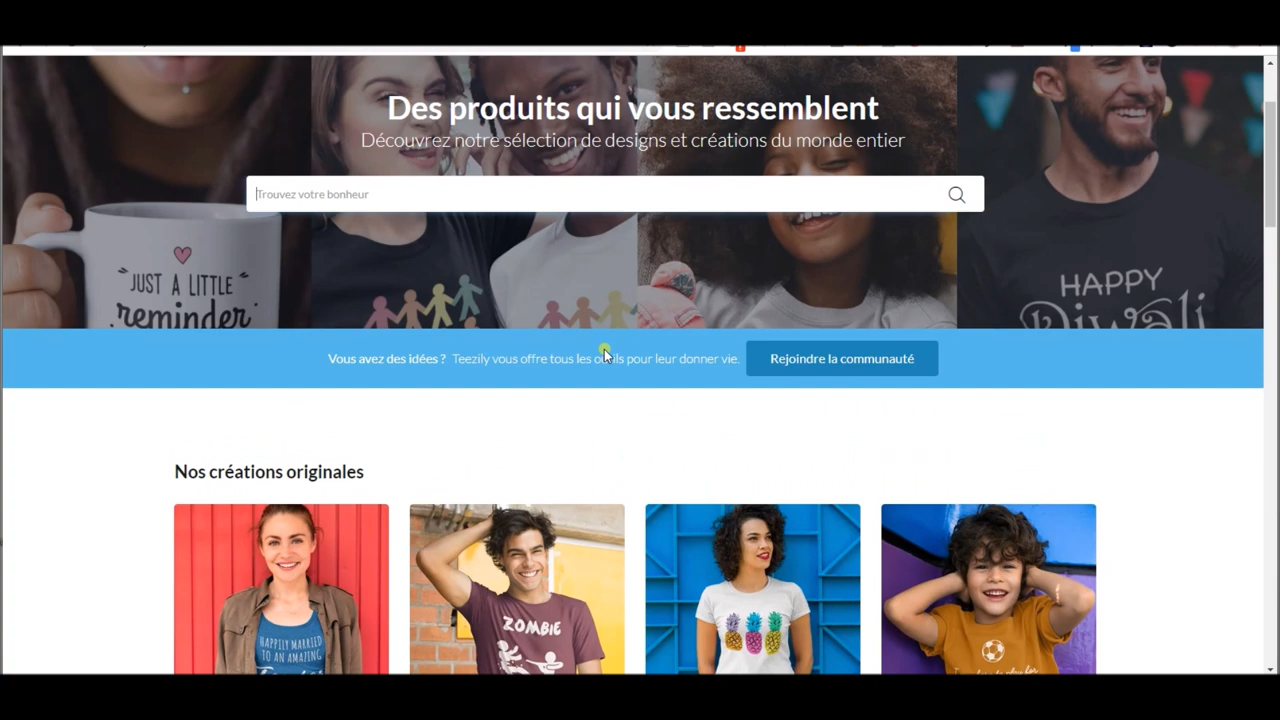 Des produits qui vous ressemblent
Découvrez notre sélection de designs et créations du monde entier
Trouvez votre bonheur
"JUST A LITTLE
reminder
HAPPY
Diwali
Vous avez des idées ? Teezily vous offre tous les outils pour leur donner vie.
Rejoindre la communauté
Nos créations originales
HAPPILY MARRIED
TO AN AMAZING
ZOMBIE